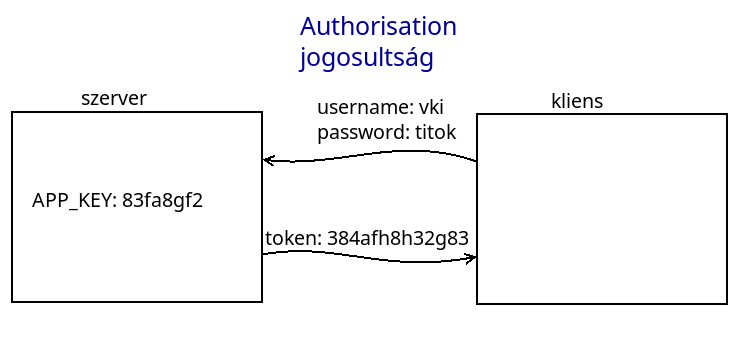 Authorisation
jogosultság
szerver
kliens
username: vki
password: titok
APP_KEY: 83fa8gf2
token: 384afh8h32g83